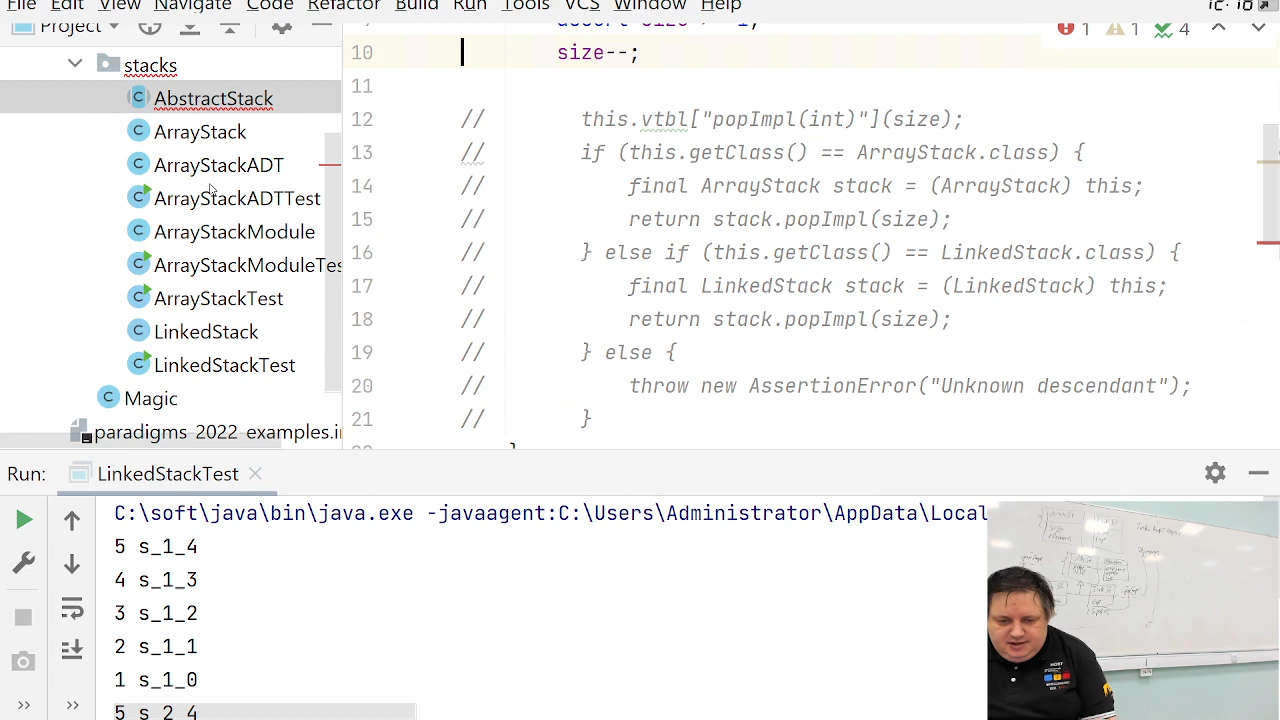 File Edit View Navigate Code Refactor Build Run Tools VCS Window Help
Project
stacks
AbstractStack
ArrayStack
ArrayStackADT
ArrayStackADTTest
ArrayStackModule
ArrayStackModuleTes
ArrayStackTest
LinkedStack
LinkedStackTest
Magic
paradigms-2022-examples.i
1 1 4
10 size--;
11
12 // this.vtbl["popImpl(int)"](size);
13 // if (this.getClass() == ArrayStack.class) {
14 // final ArrayStack stack = (ArrayStack) this;
15 // return stack.popImpl(size);
16 // } else if (this.getClass() == LinkedStack.class) {
17 // final LinkedStack stack = (LinkedStack) this;
18 // return stack.popImpl(size);
19 // } else {
20 // throw new AssertionError("Unknown descendant");
21 // }
Run: LinkedStackTest
C:\soft\java\bin\java.exe -javaagent:C:\Users\Administrator\AppData\Local
5 s_1_4
4 s_1_3
3 s_1_2
2 s_1_1
1 s_1_0
5 s_2_4
HOST